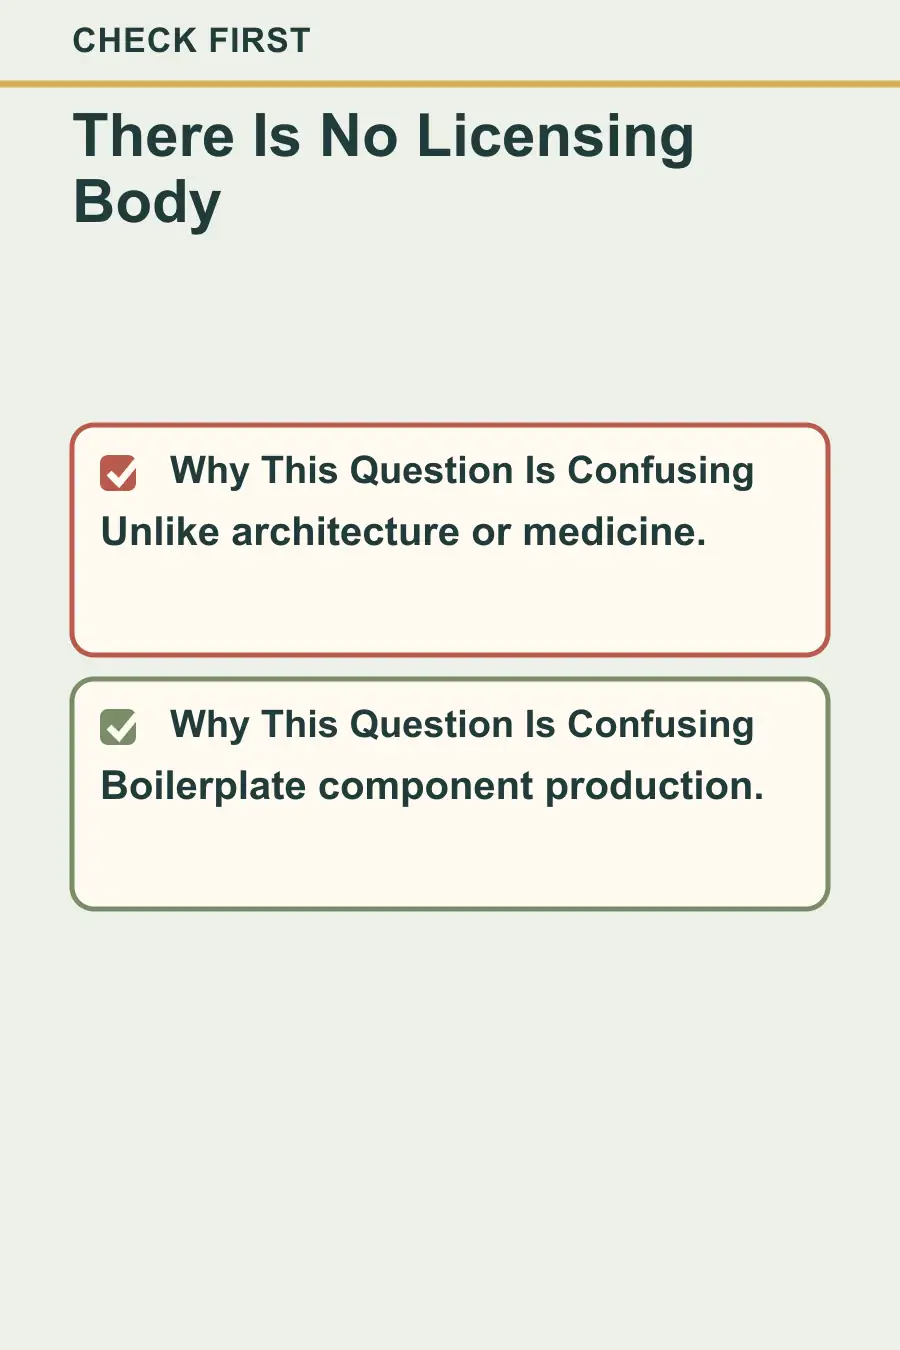 CHECK FIRST
There Is No Licensing
Body
Why This Question Is Confusing
Unlike architecture or medicine.
Why This Question Is Confusing
Boilerplate component production.